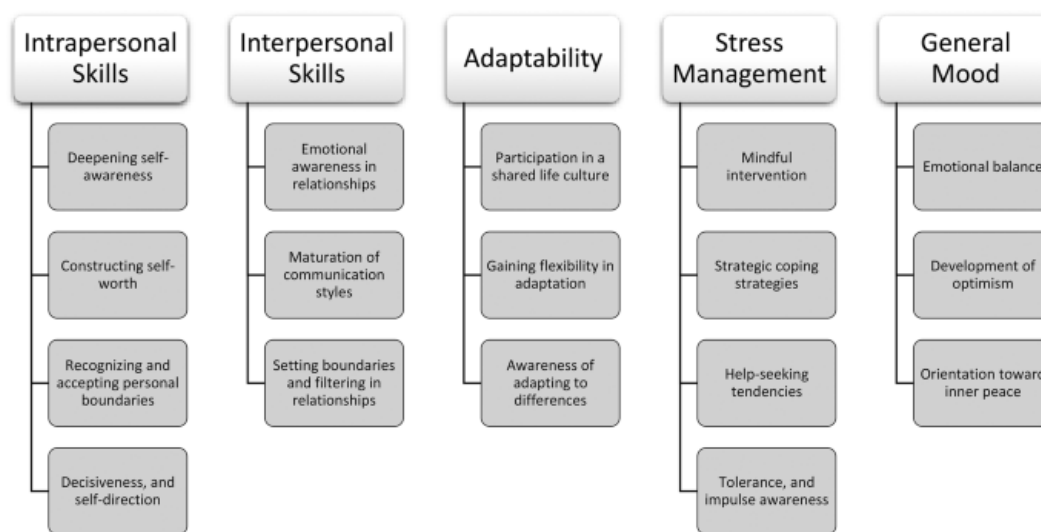 Intrapersonal
Skills
Deepening self-
awareness
Constructing self-
worth
Recognizing and
accepting personal
boundaries
Decisiveness, and
self-direction
Interpersonal
Skills
Emotional
awareness in
relationships
Maturation of
communication
styles
Setting boundaries
and filtering in
relationships
Adaptability
Participation in a
shared life culture
Gaining flexibility in
adaptation
Awareness of
adapting to
differences
Stress
Management
Mindful
intervention
Strategic coping
strategies
Help-seeking
tendencies
Tolerance, and
impulse awareness
General
Mood
Emotional balance
Development of
optimism
Orientation toward
inner peace